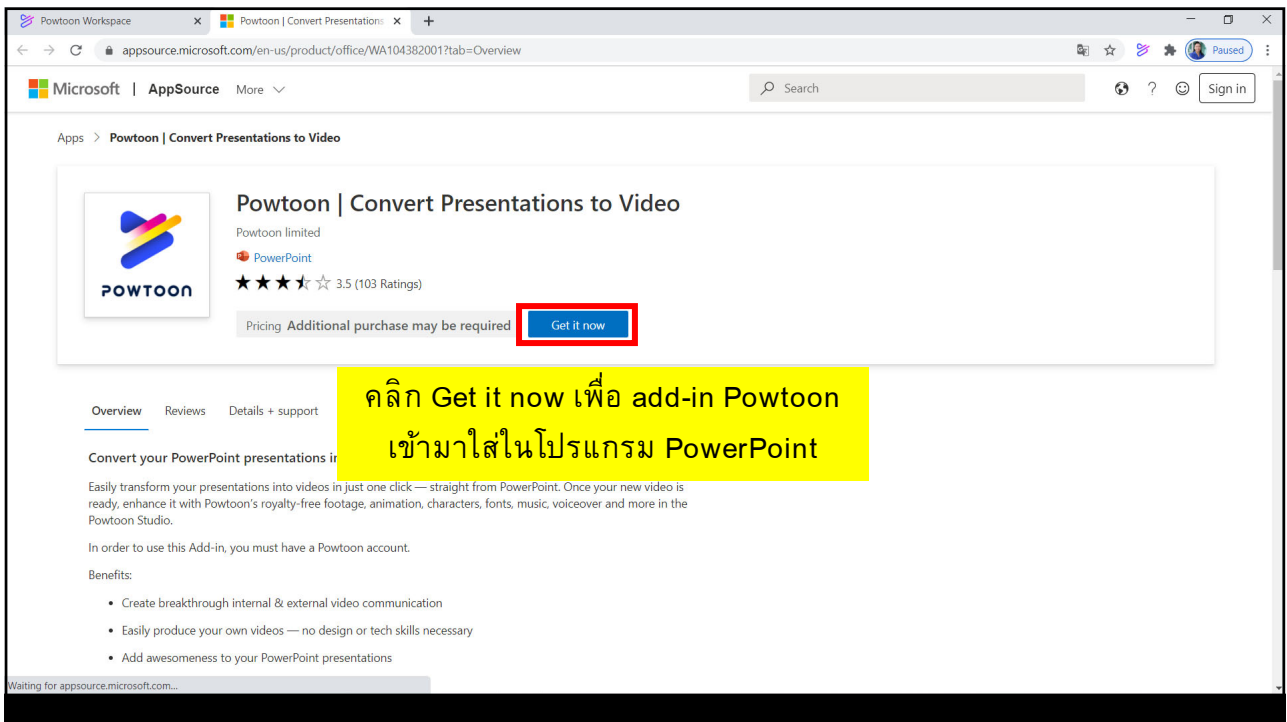 Powtoon Workspace
Powtoon | Convert Presentations
appsource.microsoft.com/en-us/product/office/WA104382001?tab=Overview
Paused
Microsoft | AppSource More
Search
? Sign in
Apps > Powtoon | Convert Presentations to Video
POWTOON
Powtoon | Convert Presentations to Video
Powtoon limited
PowerPoint
3.5 (103 Ratings)
Pricing Additional purchase may be required
Get it now
คลิก Get it now เพื่อ add-in Powtoon
เข้ามาใส่ในโปรแกรม PowerPoint
Overview Reviews Details + support
Convert your PowerPoint presentations
Easily transform your presentations into videos in just one click — straight from PowerPoint. Once your new video is
ready, enhance it with Powtoon's royalty-free footage, animation, characters, fonts, music, voiceover and more in the
Powtoon Studio.
In order to use this Add-in, you must have a Powtoon account.
Benefits:
• Create breakthrough internal & external video communication
• Easily produce your own videos — no design or tech skills necessary
• Add awesomeness to your PowerPoint presentations
Waiting for appsource.microsoft.com...